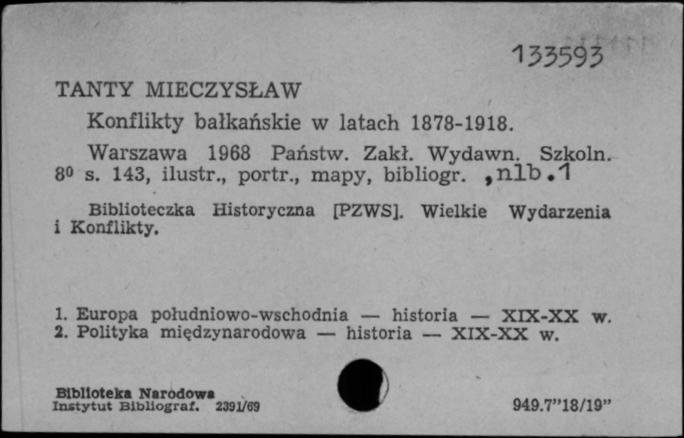 133593
TANTY MIECZYSŁAW
Konflikty bałkańskie w latach 1878-1918.
Warszawa 1968 Państw. Zakł. Wydawn. Szkoln.
8⁰ s. 143, ilustr., portr., mapy, bibliogr. ,nlb.1
Biblioteczka Historyczna [PZWS]. Wielkie Wydarzenia
i Konflikty.
1. Europa południowo-wschodnia — historia — XIX-XX w.
2. Polityka międzynarodowa — historia — XIX-XX w.
Biblioteka Narodowa
Instytut Bibliograf. 2391/69
949.7”18/19”